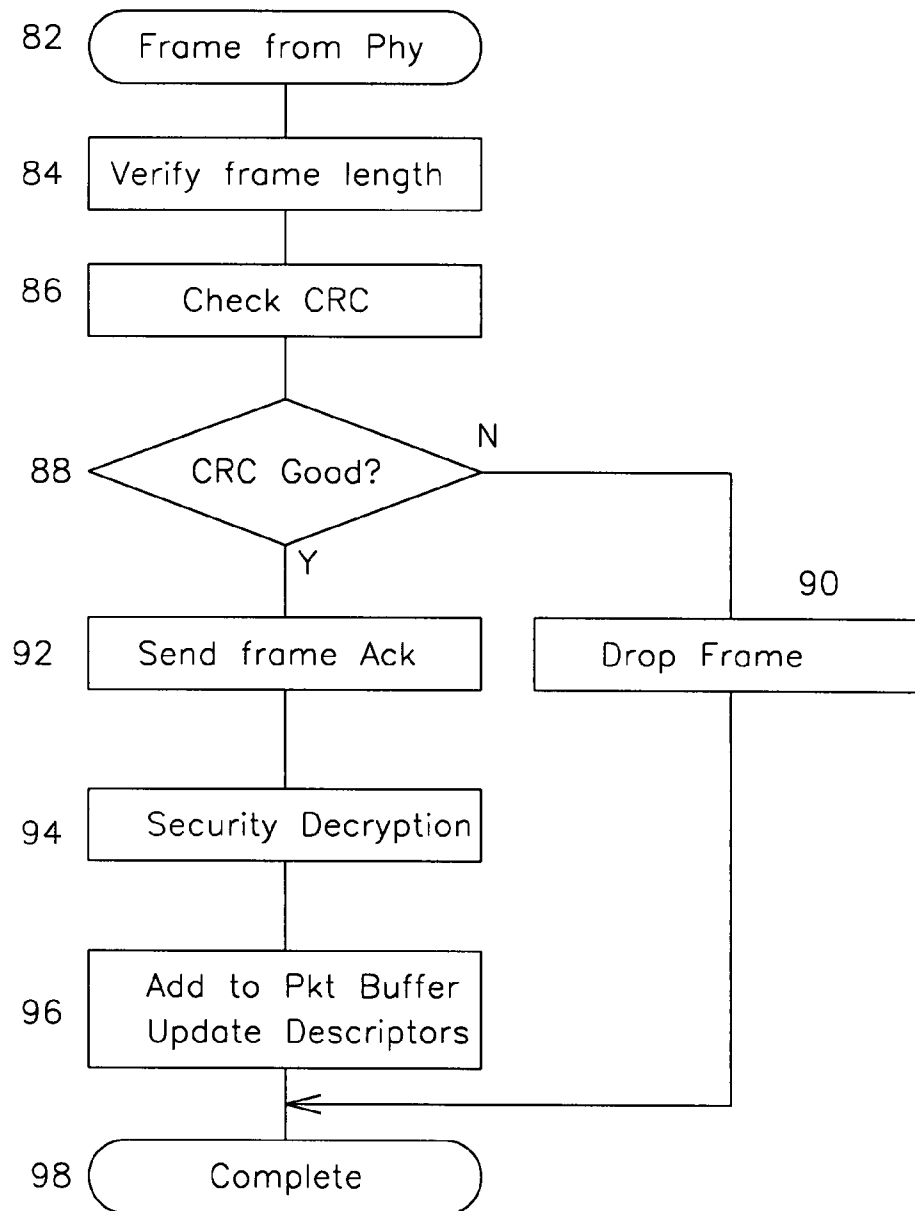 82 Frame from Phy
84 Verify frame length
86 Check CRC
88 CRC Good? N
Y
90
92 Send frame Ack Drop Frame
94 Security Decryption
96 Add to Pkt Buffer
Update Descriptors
98 Complete